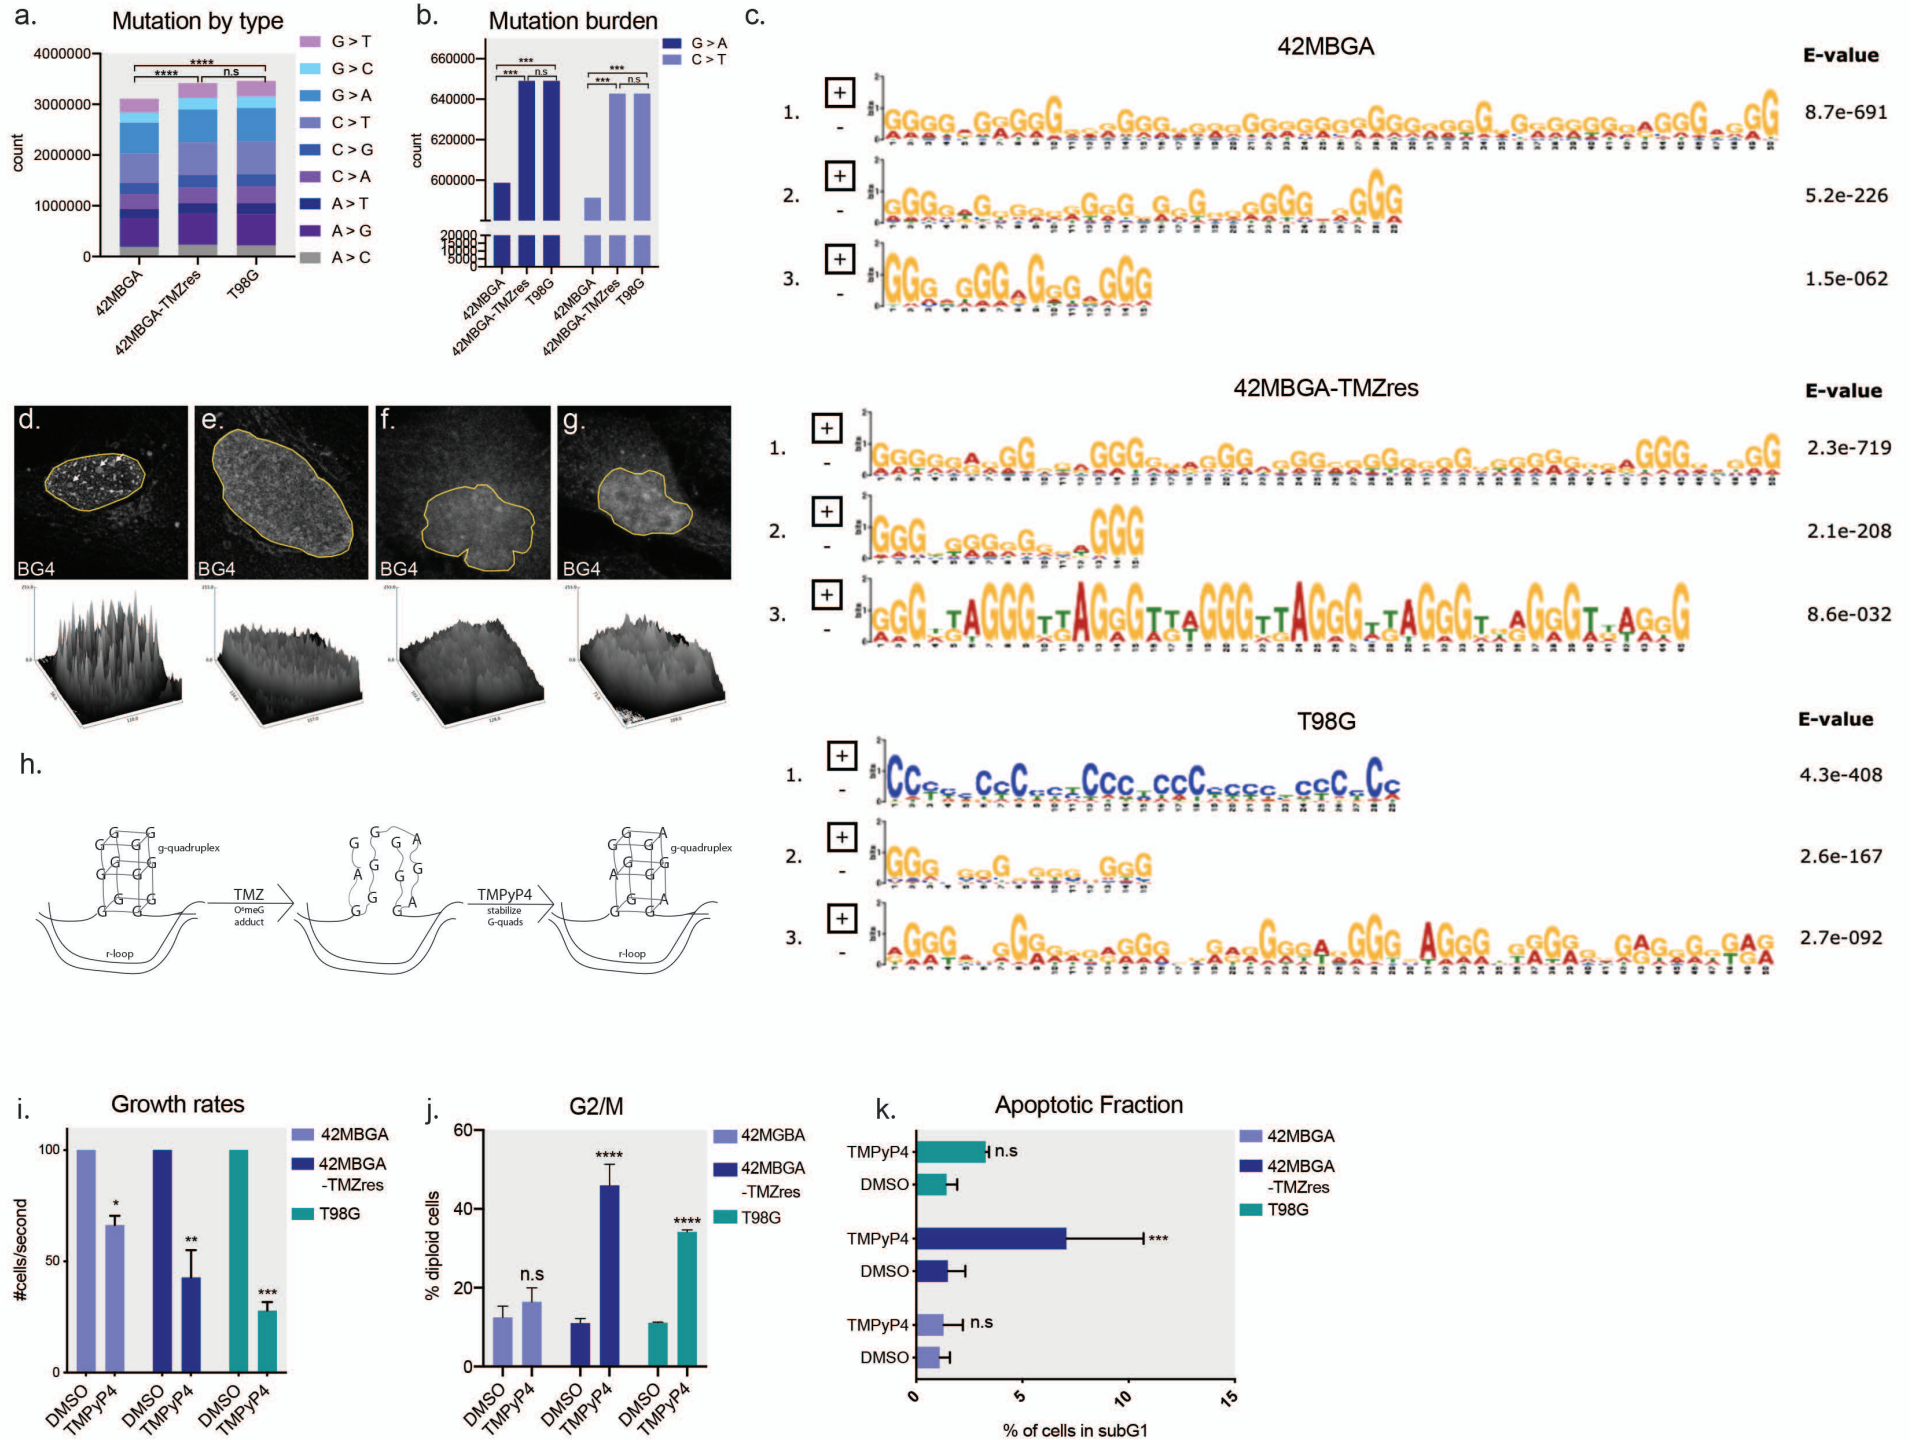 a.
Mutation by type
4000000
3000000
2000000
1000000
0
count
****
****
n.s
42MBGA
42MBGA-TMZres
T98G
G > T
G > C
G > A
C > T
C > G
C > A
A > T
A > G
A > C
b.
Mutation burden
660000
640000
620000
600000
20000
15000
10000
5000
0
count
***
***
n.s
***
***
n.s
42MBGA
42MBGA-TMZres
T98G
42MBGA
42MBGA-TMZres
T98G
G > A
C > T
c.
42MBGA
E-value
1.
+
-
8.7e-691
2.
+
-
5.2e-226
3.
+
-
1.5e-062
42MBGA-TMZres
E-value
1.
+
-
2.3e-719
2.
+
-
2.1e-208
3.
+
-
8.6e-032
T98G
E-value
1.
+
-
4.3e-408
2.
+
-
2.6e-167
3.
+
-
2.7e-092
d.
BG4
e.
BG4
f.
BG4
g.
BG4
h.
g-quadruplex
r-loop
TMZ
O⁶meG
adduct
TMPyP4
stabilize
G-quads
g-quadruplex
r-loop
i.
Growth rates
100
50
0
#cells/second
*
**
***
DMSO
TMPyP4
DMSO
TMPyP4
DMSO
TMPyP4
42MBGA
42MBGA
-TMZres
T98G
j.
G2/M
60
40
20
0
% diploid cells
n.s
****
****
DMSO
TMPyP4
DMSO
TMPyP4
DMSO
TMPyP4
42MGBA
42MBGA
-TMZres
T98G
k.
Apoptotic Fraction
TMPyP4
n.s
DMSO
TMPyP4
***
DMSO
TMPyP4
n.s
DMSO
0
5
10
15
% of cells in subG1
42MBGA
42MBGA
-TMZres
T98G